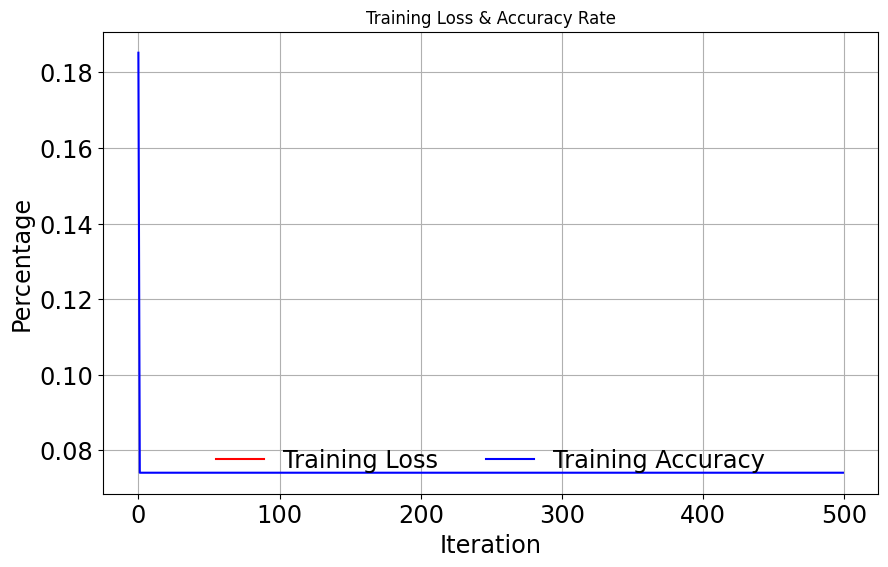 Training Loss & Accuracy Rate
Percentage
0.18
0.16
0.14
0.12
0.10
0.08
Training Loss Training Accuracy
0 100 200 300 400 500
Iteration